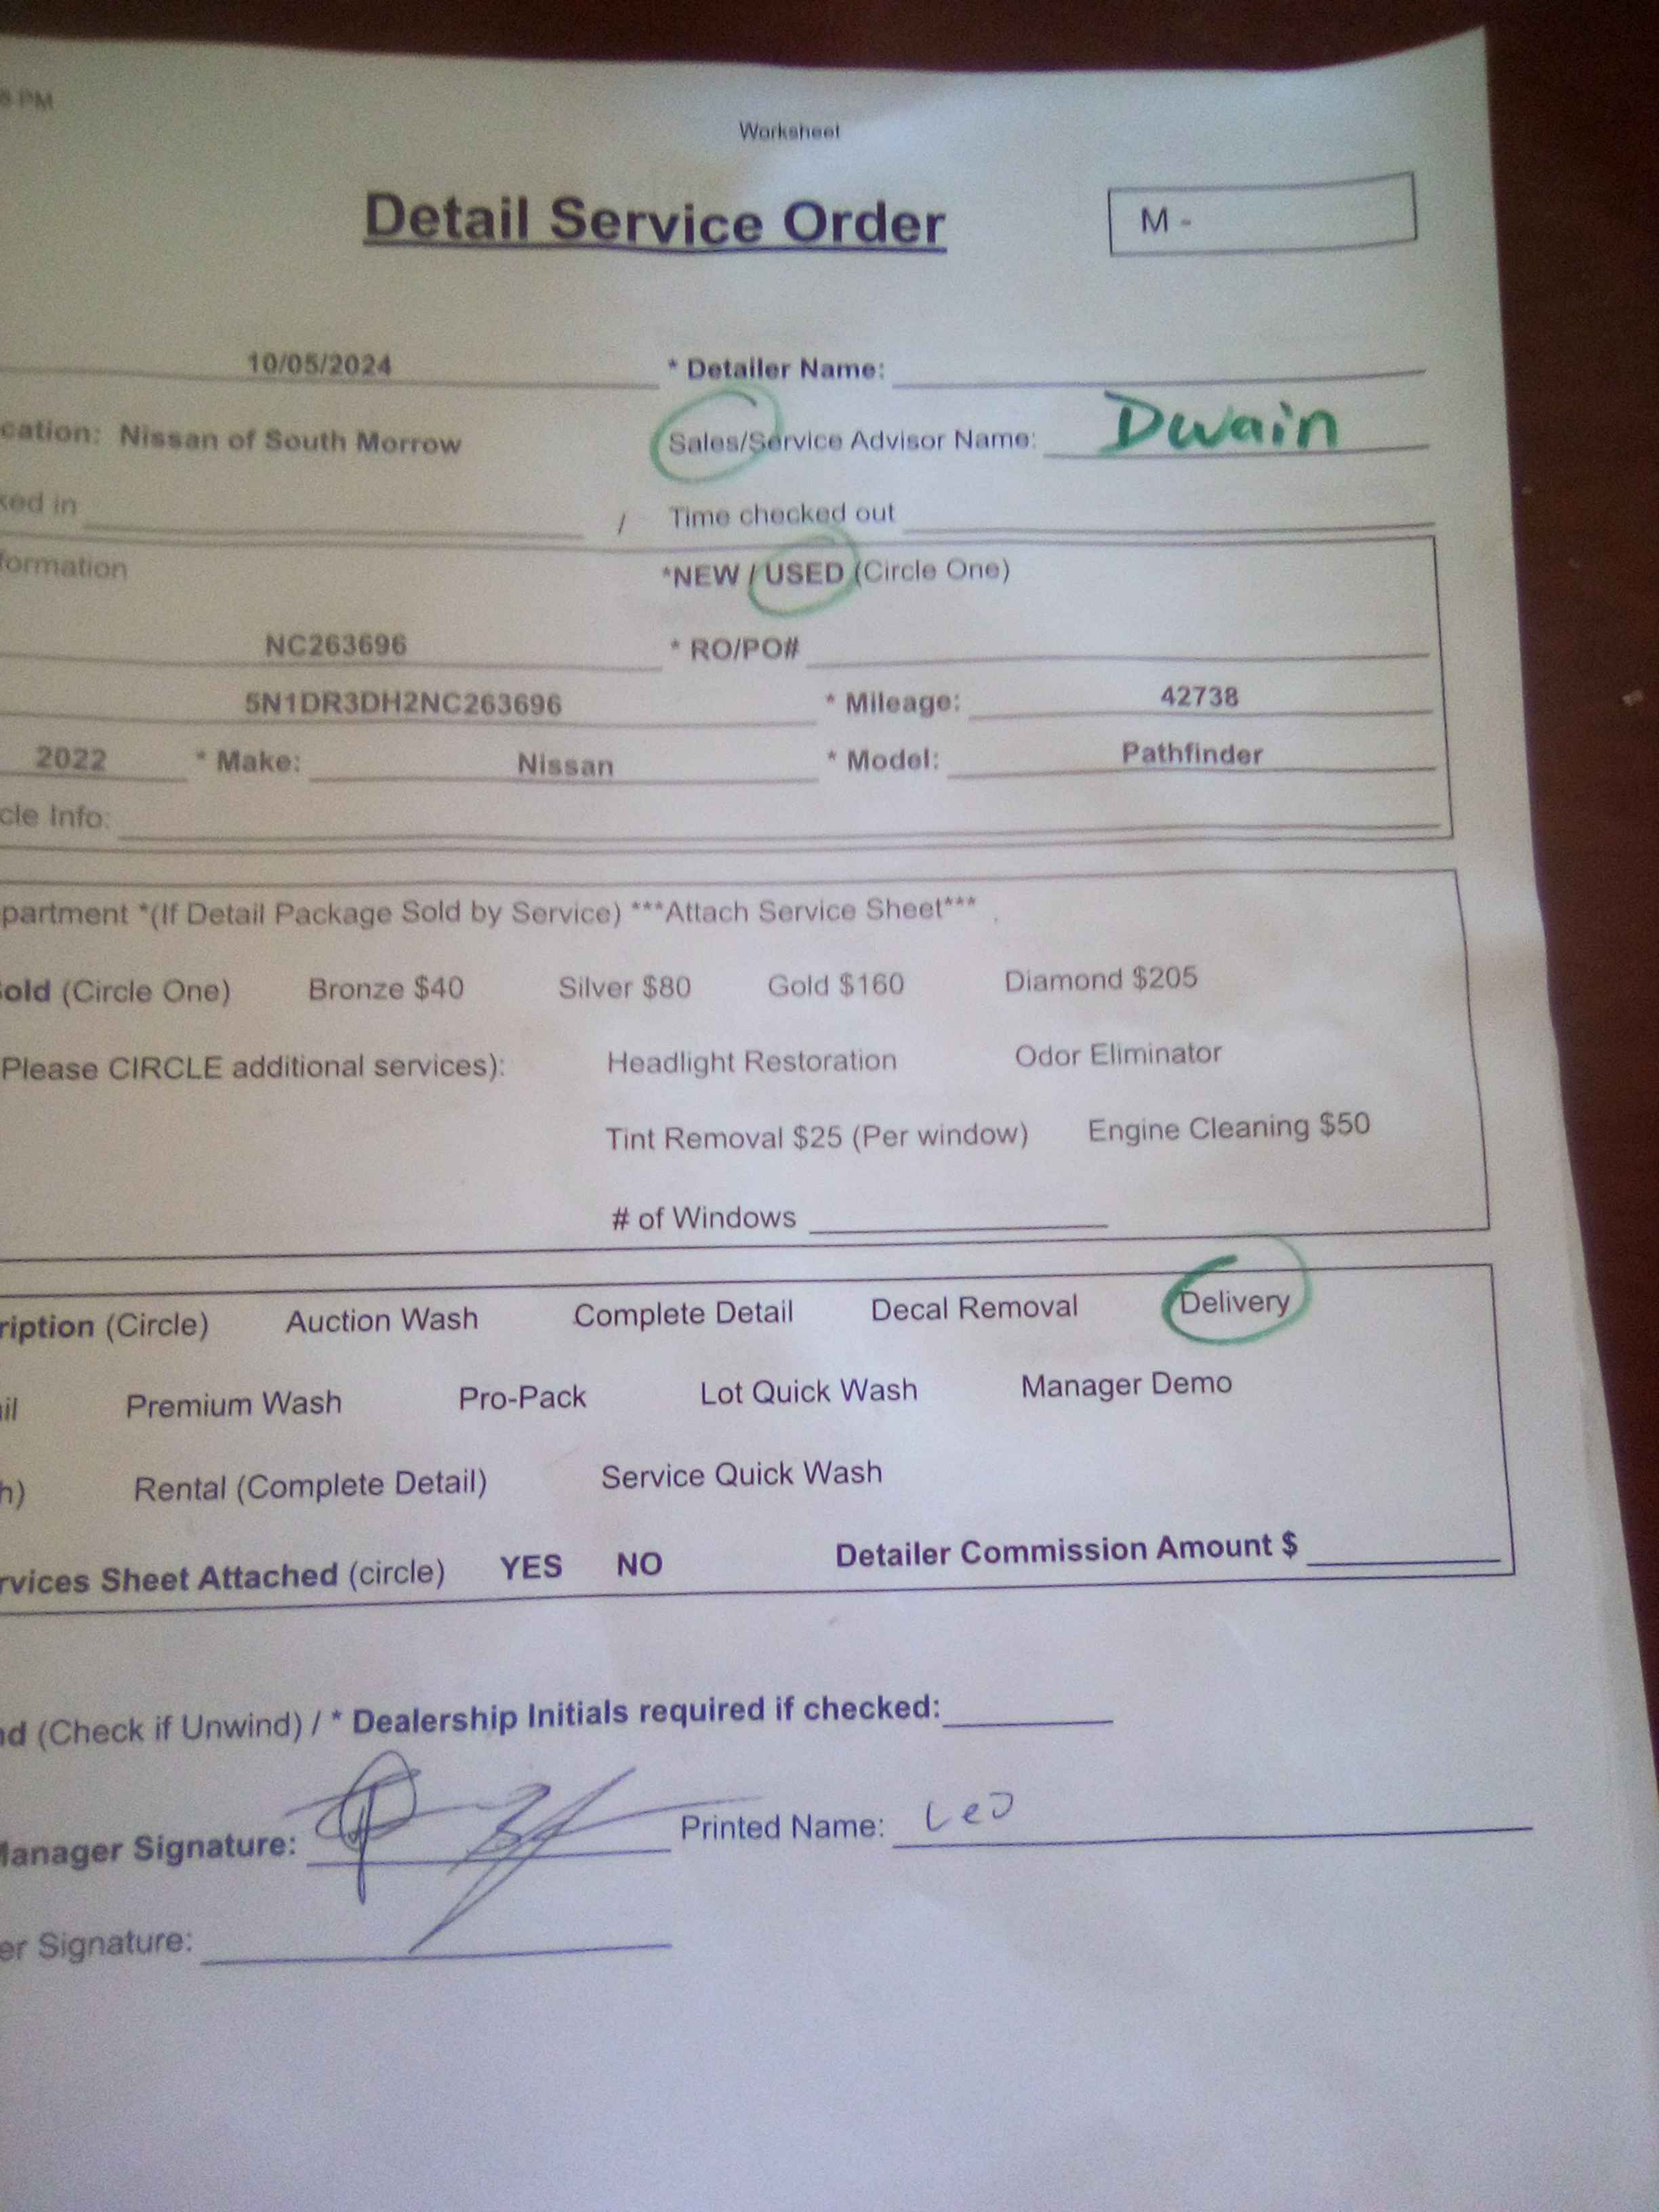 PM
Worksheet
Detail Service Order
M -
10/05/2024 * Detailer Name:
cation: Nissan of South Morrow Sales/Service Advisor Name: Dwain
ked in / Time checked out
formation *NEW / USED (Circle One)
NC263696 * RO/PO#
5N1DR3DH2NC263696 * Mileage: 42738
2022 * Make: Nissan * Model: Pathfinder
cle Info:
partment *(If Detail Package Sold by Service) ***Attach Service Sheet***
old (Circle One) Bronze $40 Silver $80 Gold $160 Diamond $205
Please CIRCLE additional services): Headlight Restoration Odor Eliminator
Tint Removal $25 (Per window) Engine Cleaning $50
# of Windows
ription (Circle) Auction Wash Complete Detail Decal Removal Delivery
il Premium Wash Pro-Pack Lot Quick Wash Manager Demo
h) Rental (Complete Detail) Service Quick Wash
rvices Sheet Attached (circle) YES NO Detailer Commission Amount $
nd (Check if Unwind) / * Dealership Initials required if checked:
Manager Signature: Printed Name: Leo
er Signature: